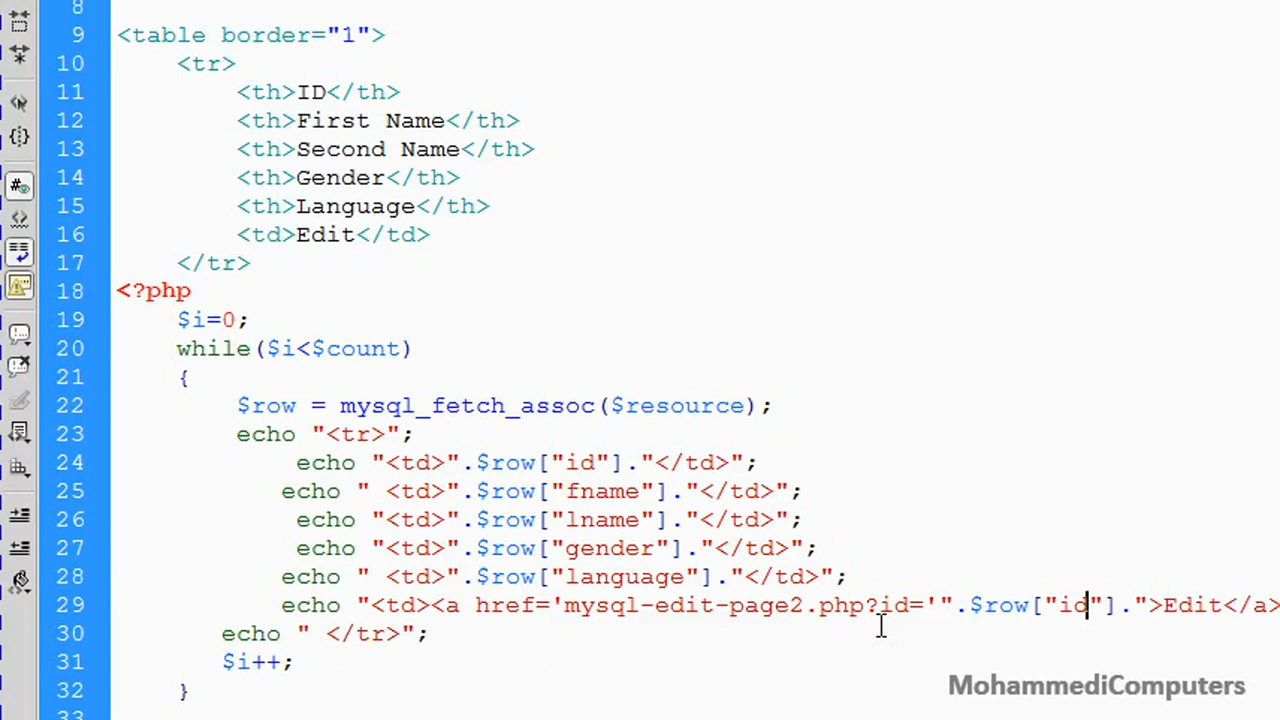 8
9 <table border="1">
10 <tr>
11 <th>ID</th>
12 <th>First Name</th>
13 <th>Second Name</th>
14 <th>Gender</th>
15 <th>Language</th>
16 <td>Edit</td>
17 </tr>
18 <?php
19 $i=0;
20 while($i<$count)
21 {
22 $row = mysql_fetch_assoc($resource);
23 echo "<tr>";
24 echo "<td>".$row["id"]."</td>";
25 echo " <td>".$row["fname"]."</td>";
26 echo "<td>".$row["lname"]."</td>";
27 echo "<td>".$row["gender"]."</td>";
28 echo " <td>".$row["language"]."</td>";
29 echo "<td><a href='mysql-edit-page2.php?id='".$row["id"].">Edit</a>
30 echo " </tr>";
31 $i++;
32 }
33
MohammediComputers